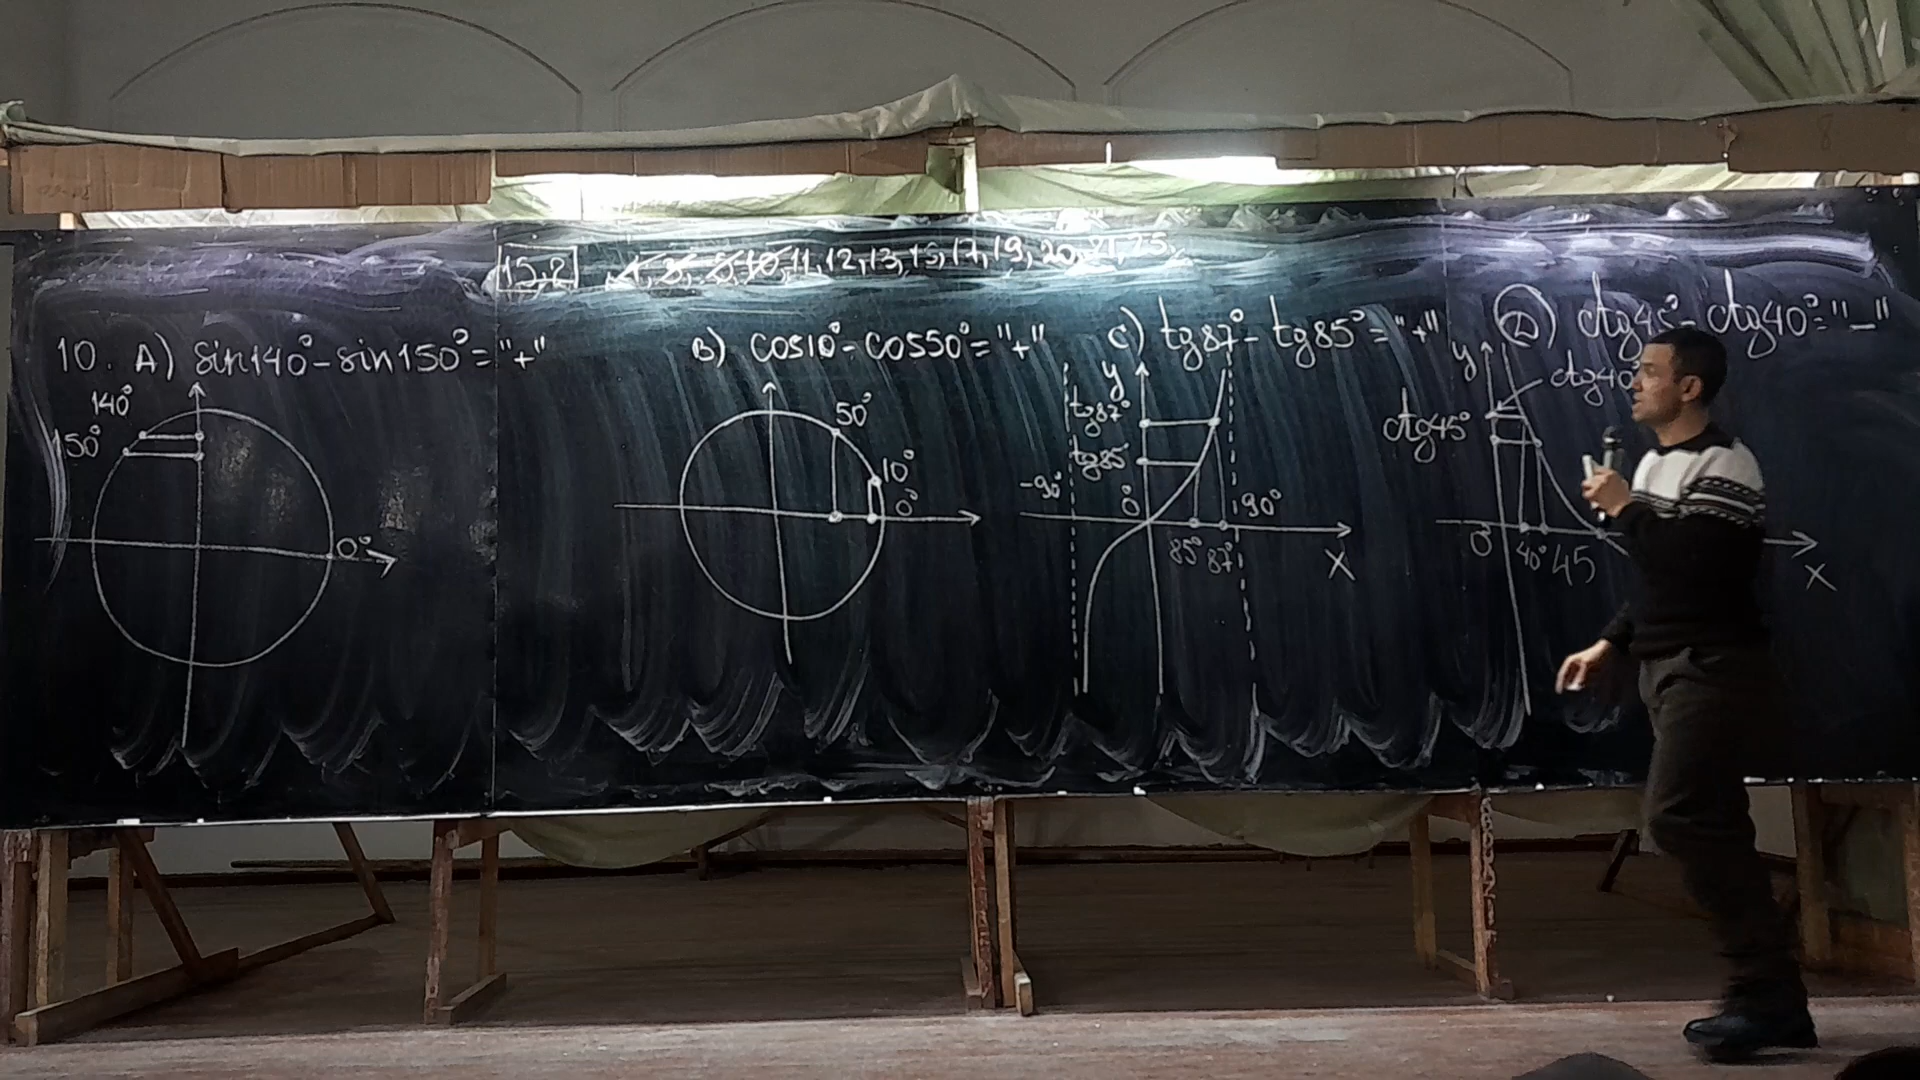 15,2 1, 3, 5, 10, 11, 12, 13, 15, 17, 19, 20, 21, 25,
10. A) sin140° - sin150° = "+"
140°
150°
0°
B) cos10° - cos50° = "+"
50°
10°
0°
C) tg87° - tg85° = "+"
y
tg87°
tg85°
-90° 0° 90°
85° 87°
x
D) ctg45° - ctg40° = "-"
y
ctg40°
ctg45°
0 40° 45
x